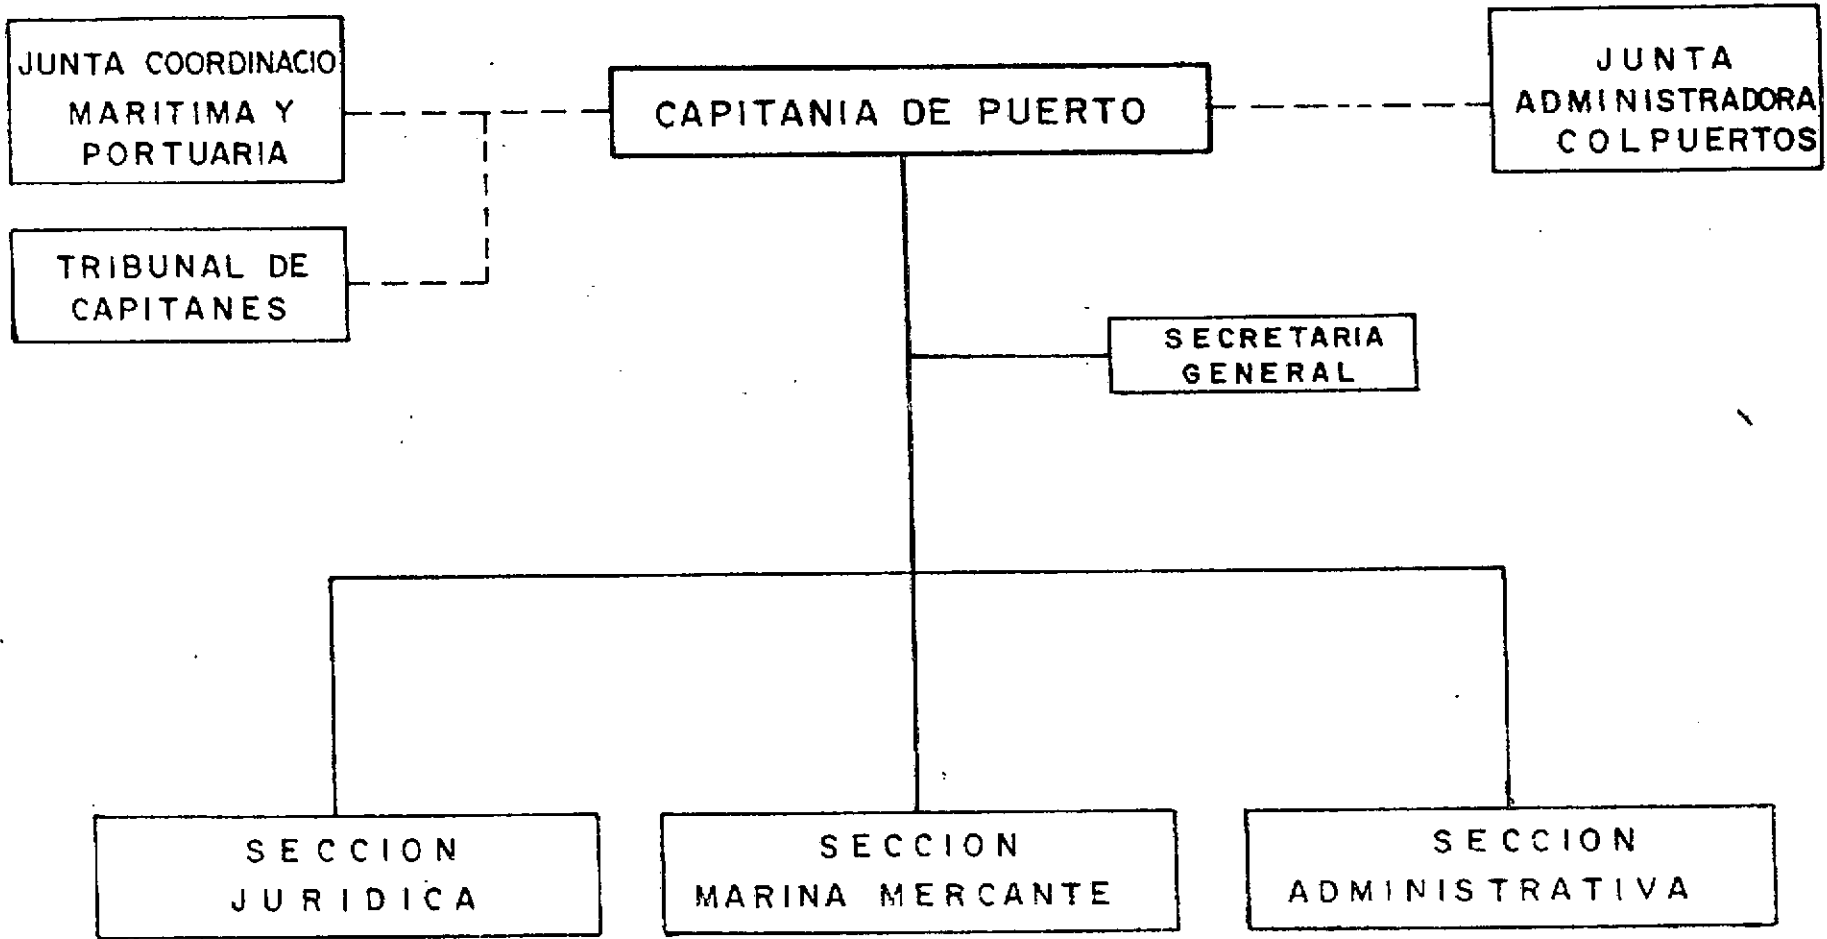 JUNTA COORDINACIO
MARITIMA Y
PORTUARIA
CAPITANIA DE PUERTO
JUNTA
ADMINISTRADORA
COLPUERTOS
TRIBUNAL DE
CAPITANES
SECRETARIA
GENERAL
SECCION
JURIDICA
SECCION
MARINA MERCANTE
SECCION
ADMINISTRATIVA